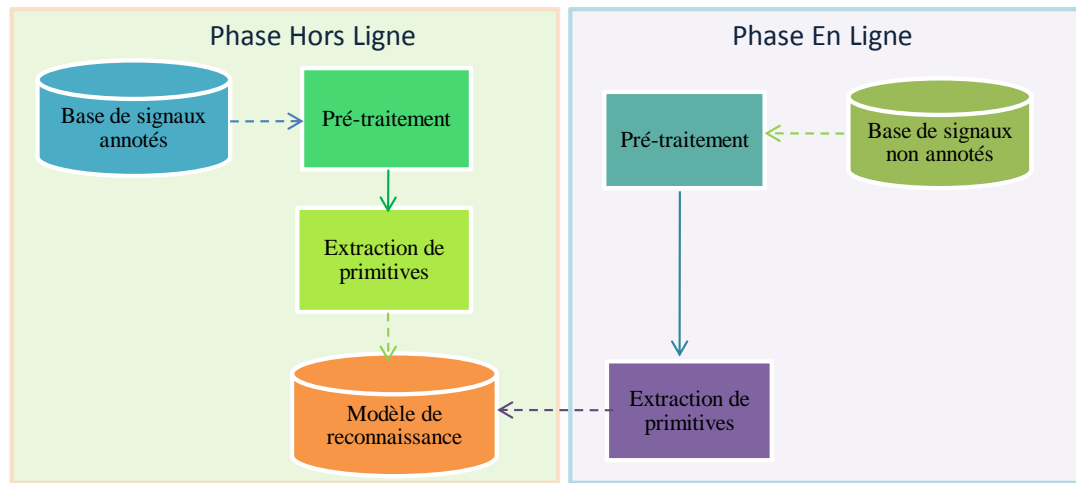 Phase Hors Ligne
Base de signaux
annotés
Pré-traitement
Extraction de
primitives
Modèle de
reconnaissance
Phase En Ligne
Pré-traitement
Base de signaux
non annotés
Extraction de
primitives